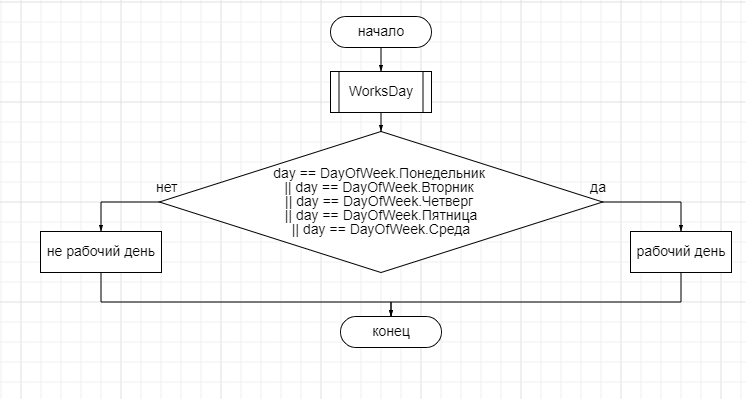 начало
WorksDay
day == DayOfWeek.Понедельник
|| day == DayOfWeek.Вторник
|| day == DayOfWeek.Четверг
|| day == DayOfWeek.Пятница
|| day == DayOfWeek.Среда
нет
да
не рабочий день
рабочий день
конец